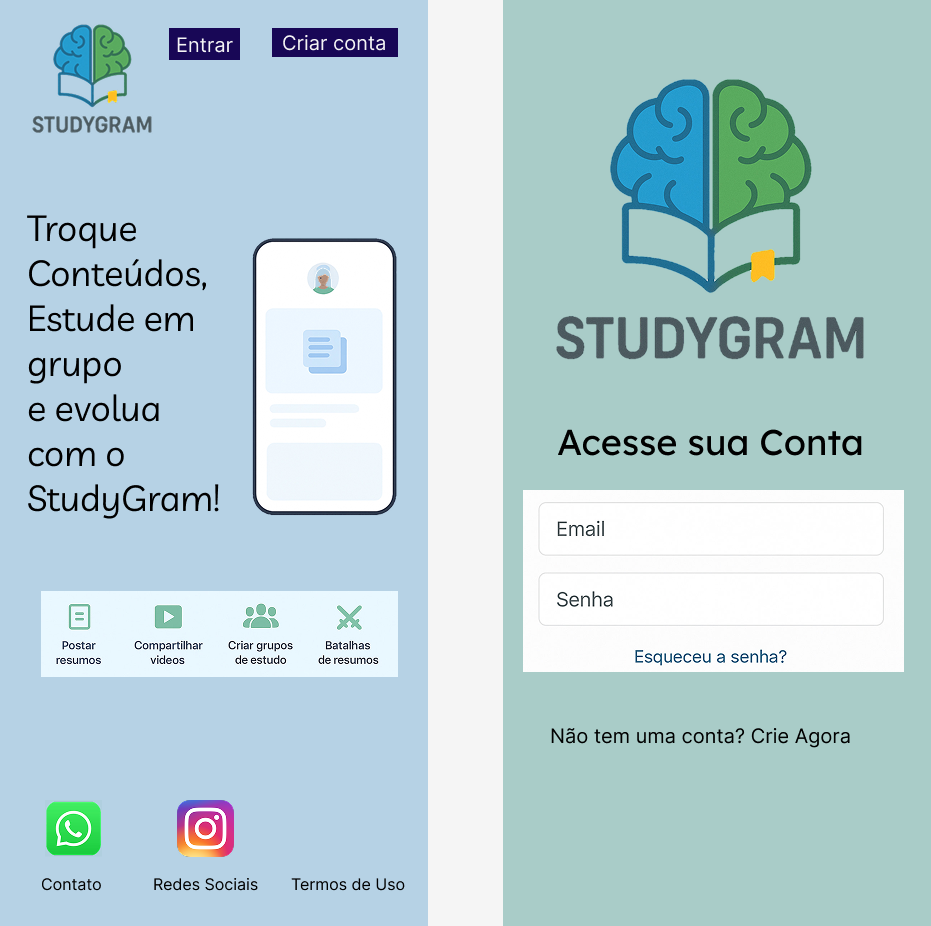 STUDYGRAM
Entrar
Criar conta
Troque
Conteúdos,
Estude em
grupo
e evolua
com o
StudyGram!
Postar
resumos
Compartilhar
videos
Criar grupos
de estudo
Batalhas
de resumos
Contato
Redes Sociais
Termos de Uso
STUDYGRAM
Acesse sua Conta
Email
Senha
Esqueceu a senha?
Não tem uma conta? Crie Agora